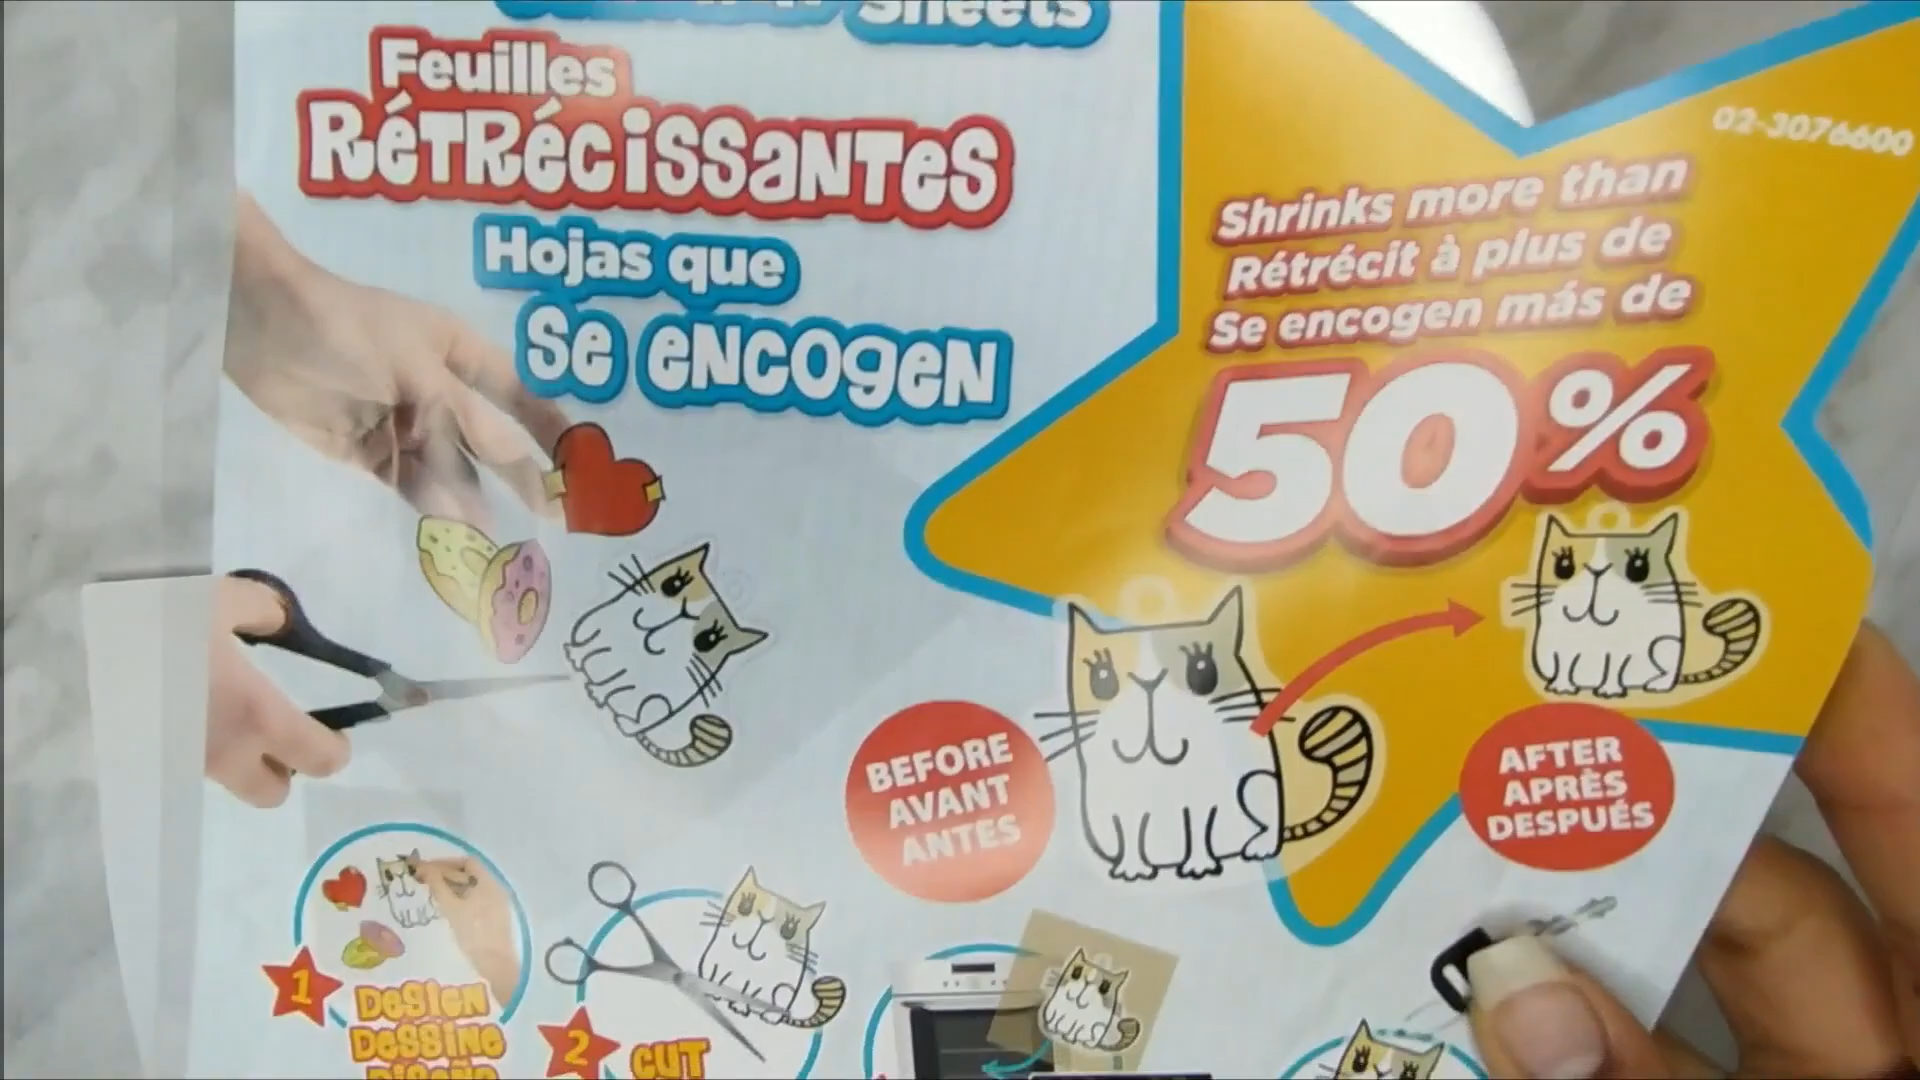 Sheets
Feuilles
RéTRéCiSSaNTeS
Hojas que
Se eNCOgeN
02-3076600
Shrinks more than
Rétrécit à plus de
Se encogen más de
50%
BEFORE
AVANT
ANTES
AFTER
APRÈS
DESPUÉS
1
DeSigN
DeSSiNe
2
CUT